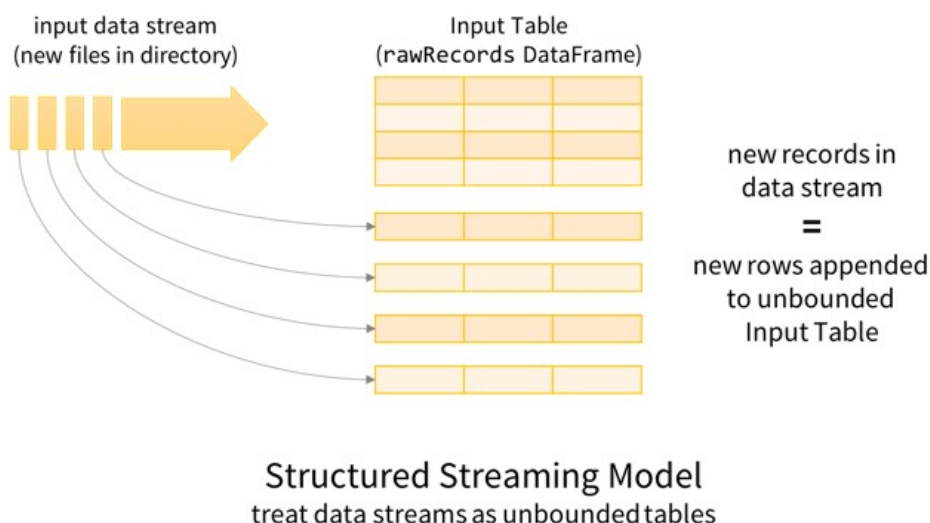 input data stream
(new files in directory)
Input Table
(rawRecords DataFrame)
new records in
data stream
=
new rows appended
to unbounded
Input Table
Structured Streaming Model
treat data streams as unbounded tables